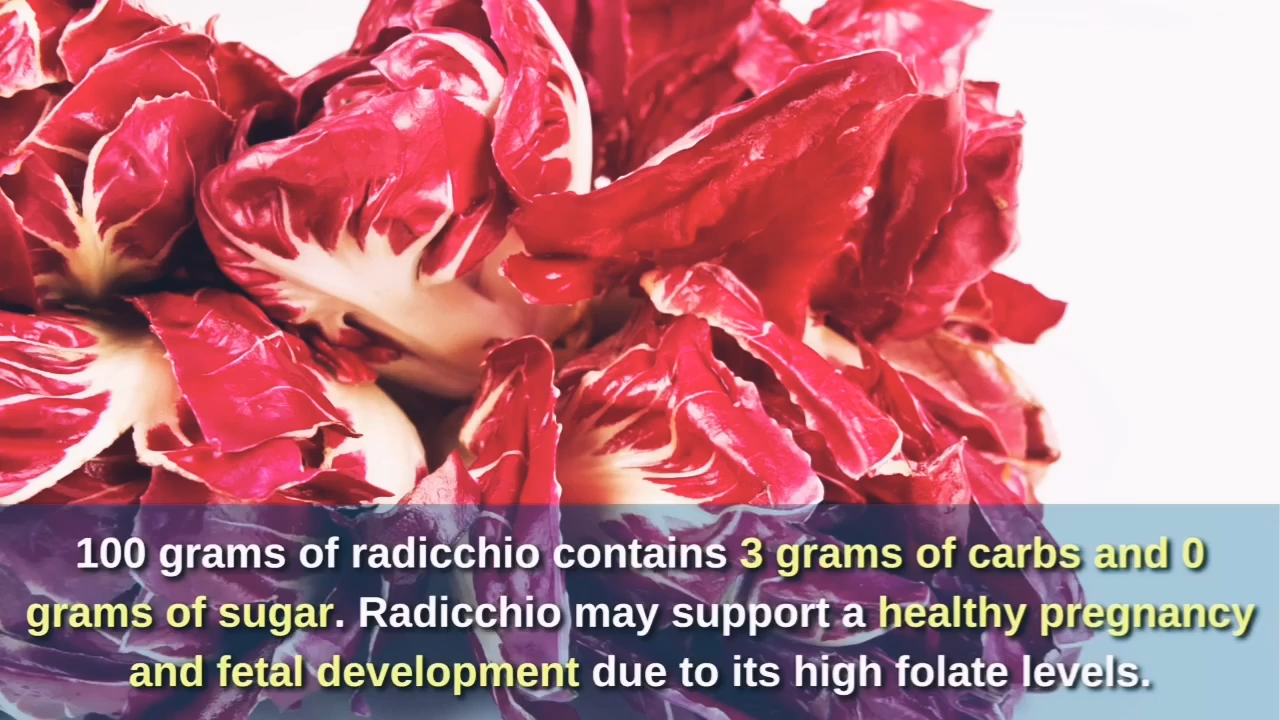 100 grams of radicchio contains 3 grams of carbs and 0
grams of sugar. Radicchio may support a healthy pregnancy
and fetal development due to its high folate levels.